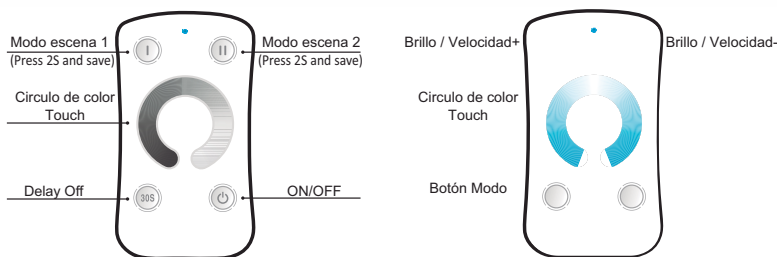 Modo escena 1
(Press 2S and save)
I
II
Modo escena 2
(Press 2S and save)
Circulo de color
Touch
Delay Off
30S
ON/OFF
Brillo / Velocidad+
Brillo / Velocidad-
Circulo de color
Touch
Botón Modo